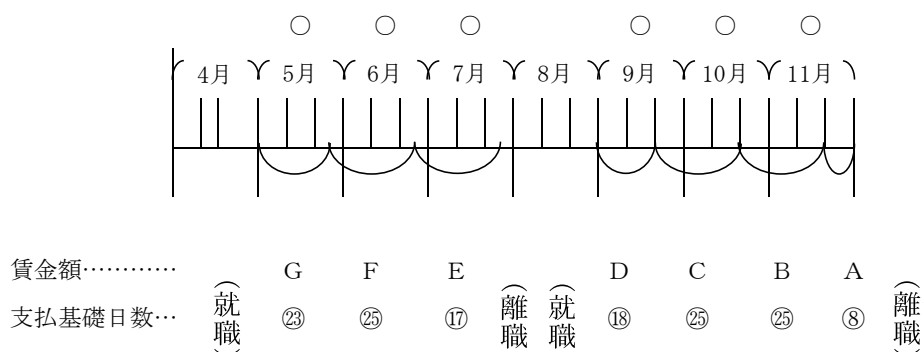 ○ ○ ○ ○ ○ ○
4月 5月 6月 7月 8月 9月 10月 11月
賃金額………… G F E D C B A
支払基礎日数… (就職) ㉓ ㉕ ⑰ (離職) (就職) ⑱ ㉕ ㉕ ⑧ (離職)